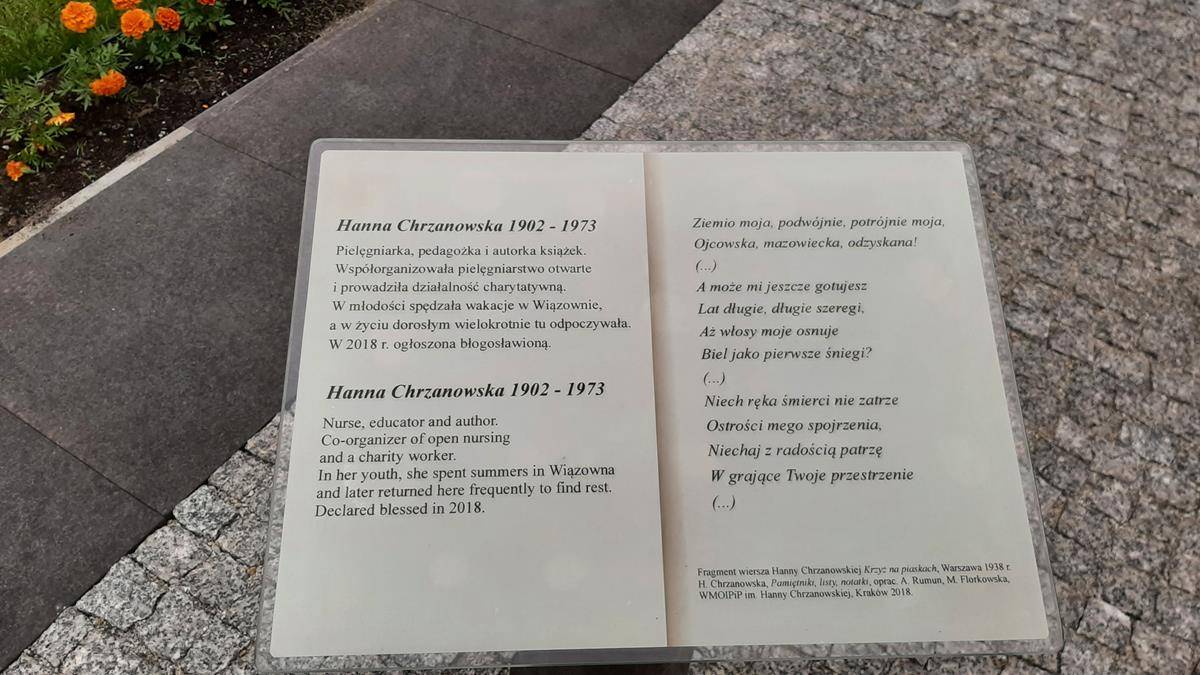 Hanna Chrzanowska 1902 - 1973
Pielęgniarka, pedagożka i autorka książek.
Współorganizowała pielęgniarstwo otwarte
i prowadziła działalność charytatywną.
W młodości spędzała wakacje w Wiązownie,
a w życiu dorosłym wielokrotnie tu odpoczywała.
W 2018 r. ogłoszona błogosławioną.
Hanna Chrzanowska 1902 - 1973
Nurse, educator and author.
Co-organizer of open nursing
and a charity worker.
In her youth, she spent summers in Wiązowna
and later returned here frequently to find rest.
Declared blessed in 2018.
Ziemio moja, podwójnie, potrójnie moja,
Ojcowska, mazowiecka, odzyskana!
(...)
A może mi jeszcze gotujesz
Lat długie, długie szeregi,
Aż włosy moje osnuje
Biel jako pierwsze śniegi?
(...)
Niech ręka śmierci nie zatrze
Ostrości mego spojrzenia,
Niechaj z radością patrzę
W grające Twoje przestrzenie
(...)
Fragment wiersza Hanny Chrzanowskiej Krzyż na piaskach, Warszawa 1938 r.
H. Chrzanowska, Pamiętniki, listy, notatki, oprac. A. Rumun, M. Florkowska,
WMOIPiP im. Hanny Chrzanowskiej, Kraków 2018.